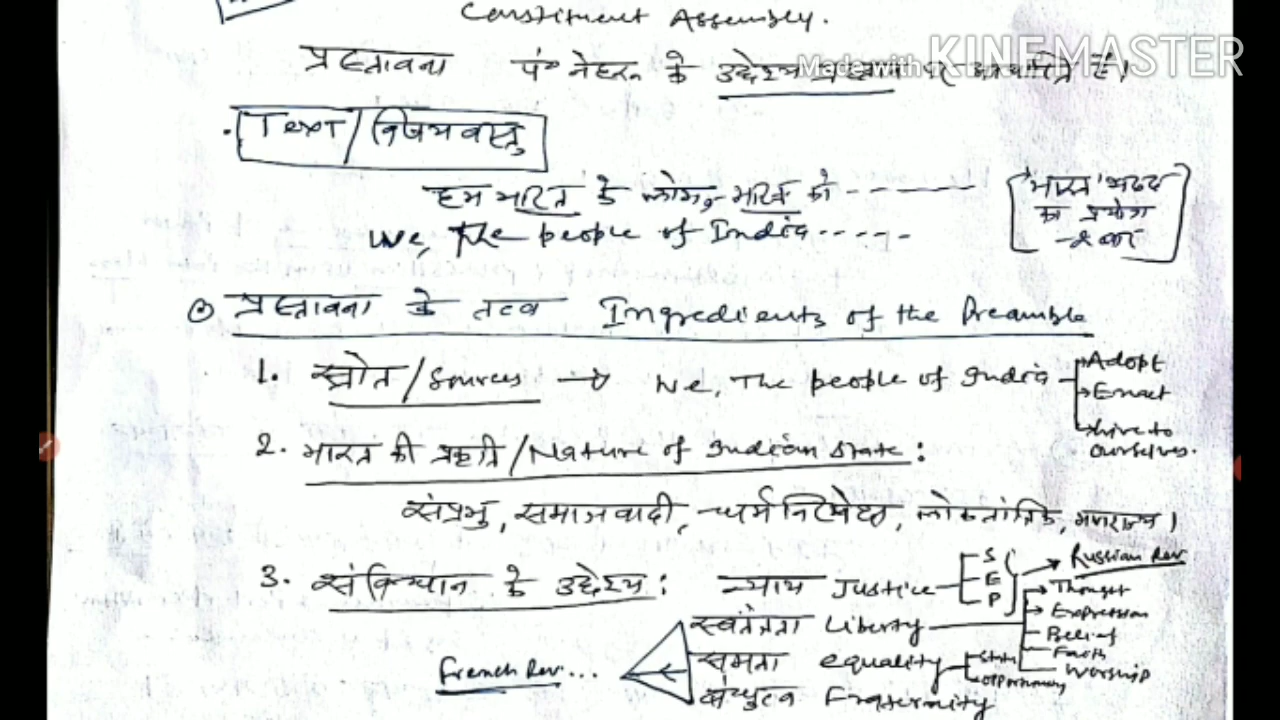 Constituent Assembly.
Made with KINEMASTER
प्रस्तावना पं॰ नेहरू के उद्देश्य प्रस्ताव पर आधारित है।
Text/विषयवस्तु
हम भारत के लोग, भारत को -------
'भारत' शब्द
का प्रयोग
We, the people of India.....
प्रस्तावना के तत्व Ingredients of the Preamble
1. स्रोत/Sources → We, The people of India
→Adopt
→Enact
→Give to
ourselves.
2. भारत की प्रकृति/Nature of Indian State:
संप्रभु, समाजवादी, धर्मनिरपेक्ष, लोकतांत्रिक, गणराज्य।
3. संविधान के उद्देश्य: न्याय Justice
S
E
P
→ Russian Rev
स्वतंत्रता Liberty
Thought
Expression
Belief
Faith
Worship
French Rev...
समता equality
Status
opportunity
बंधुत्व Fraternity